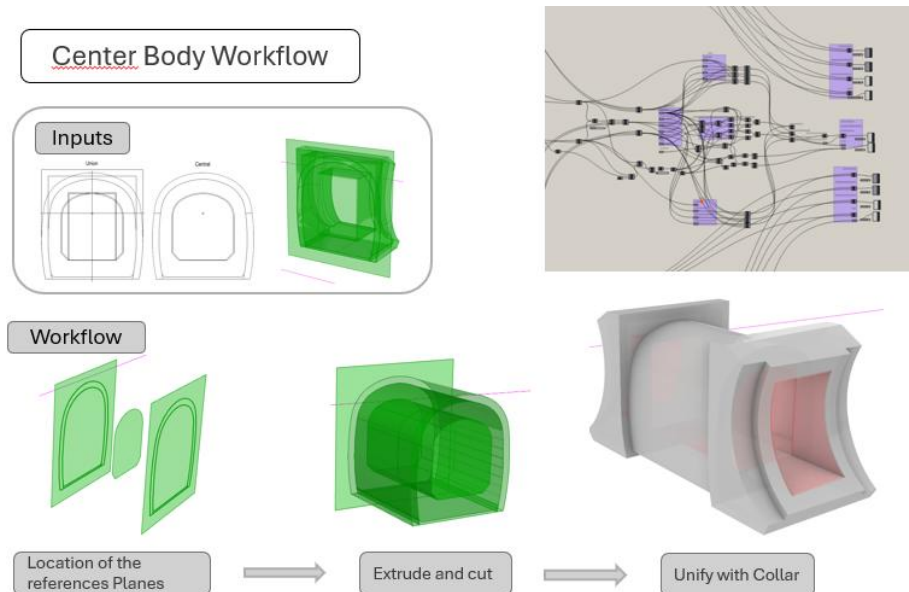 Center Body Workflow
Inputs
Union
Central
Workflow
Location of the
references Planes
Extrude and cut
Unify with Collar